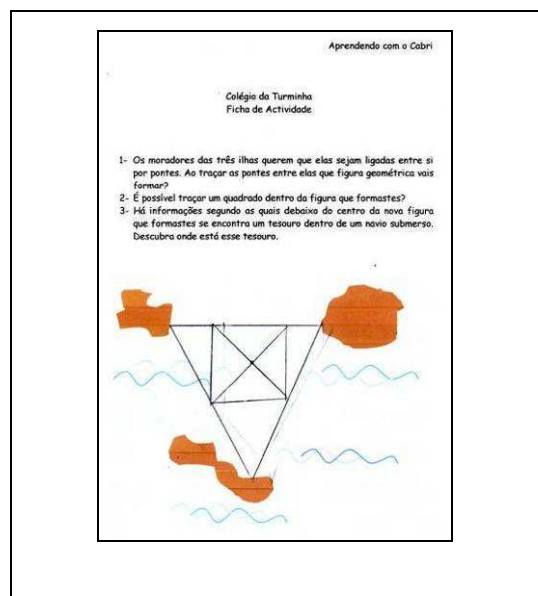 Aprendendo com o Cabri
Colégio da Turminha
Ficha de Actividade
1- Os moradores das três ilhas querem que elas sejam ligadas entre si
por pontes. Ao traçar as pontes entre elas que figura geométrica vais
formar?
2- É possível traçar um quadrado dentro da figura que formastes?
3- Há informações segundo as quais debaixo do centro da nova figura
que formastes se encontra um tesouro dentro de um navio submerso.
Descubra onde está esse tesouro.